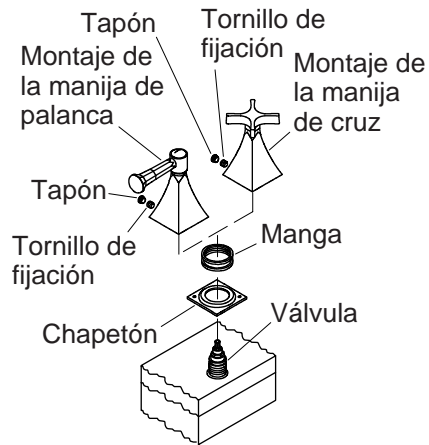 Tapón
Tornillo de
fijación
Montaje de
la manija de
palanca
Montaje de
la manija
de cruz
Tapón
Tornillo de
fijación
Manga
Chapetón
Válvula